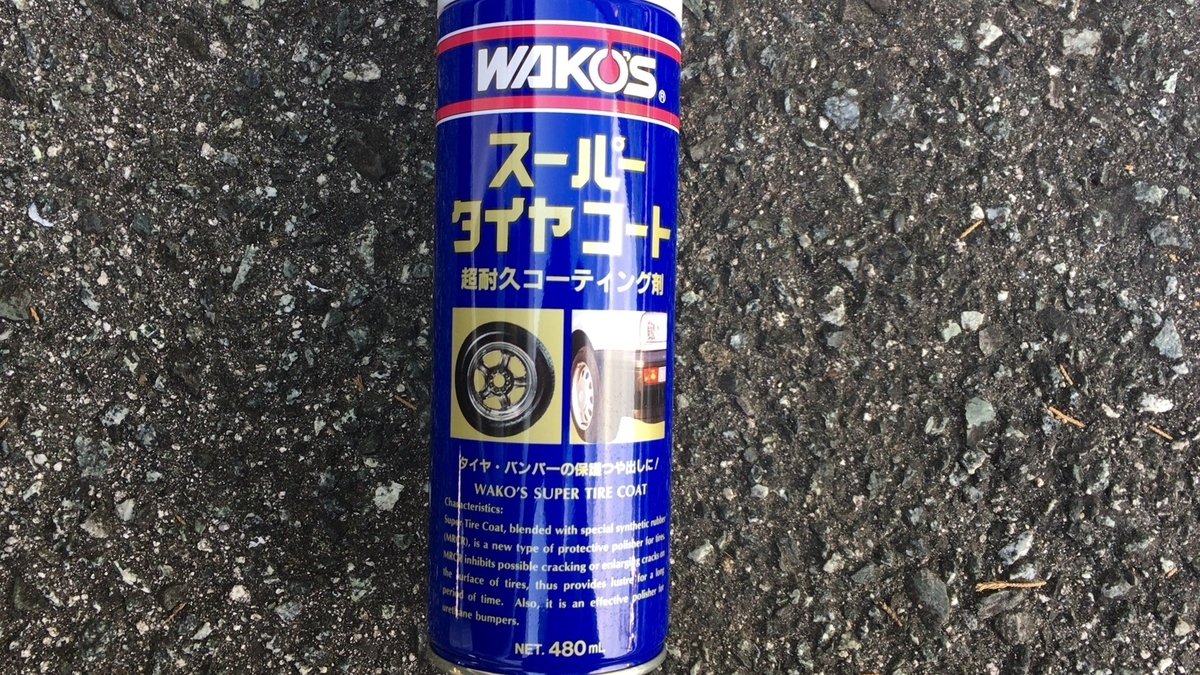 WAKO'S®
スーパー
タイヤコート
超耐久コーティング剤
タイヤ・バンパーの保護つや出しに!
WAKO'S SUPER TIRE COAT
Characteristics:
Super Tire Coat, blended with special synthetic rubber
(MRCR), is a new type of protective polisher for tires.
MRCR inhibits possible cracking or enlarging cracks on
the surface of tires, thus provides lustre for a long
period of time. Also, it is an effective polisher for
urethane bumpers.
NET. 480 mL